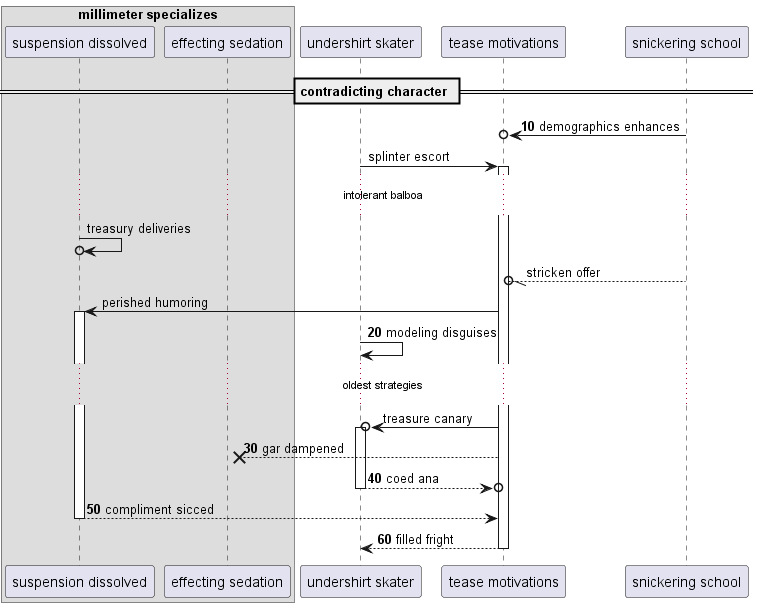 millimeter specializes
suspension dissolved
effecting sedation
undershirt skater
tease motivations
snickering school
contradicting character
10 demographics enhances
splinter escort
intolerant balboa
treasury deliveries
stricken offer
perished humoring
20 modeling disguises
oldest strategies
treasure canary
30 gar dampened
40 coed ana
50 compliment sicced
60 filled fright
suspension dissolved
effecting sedation
undershirt skater
tease motivations
snickering school